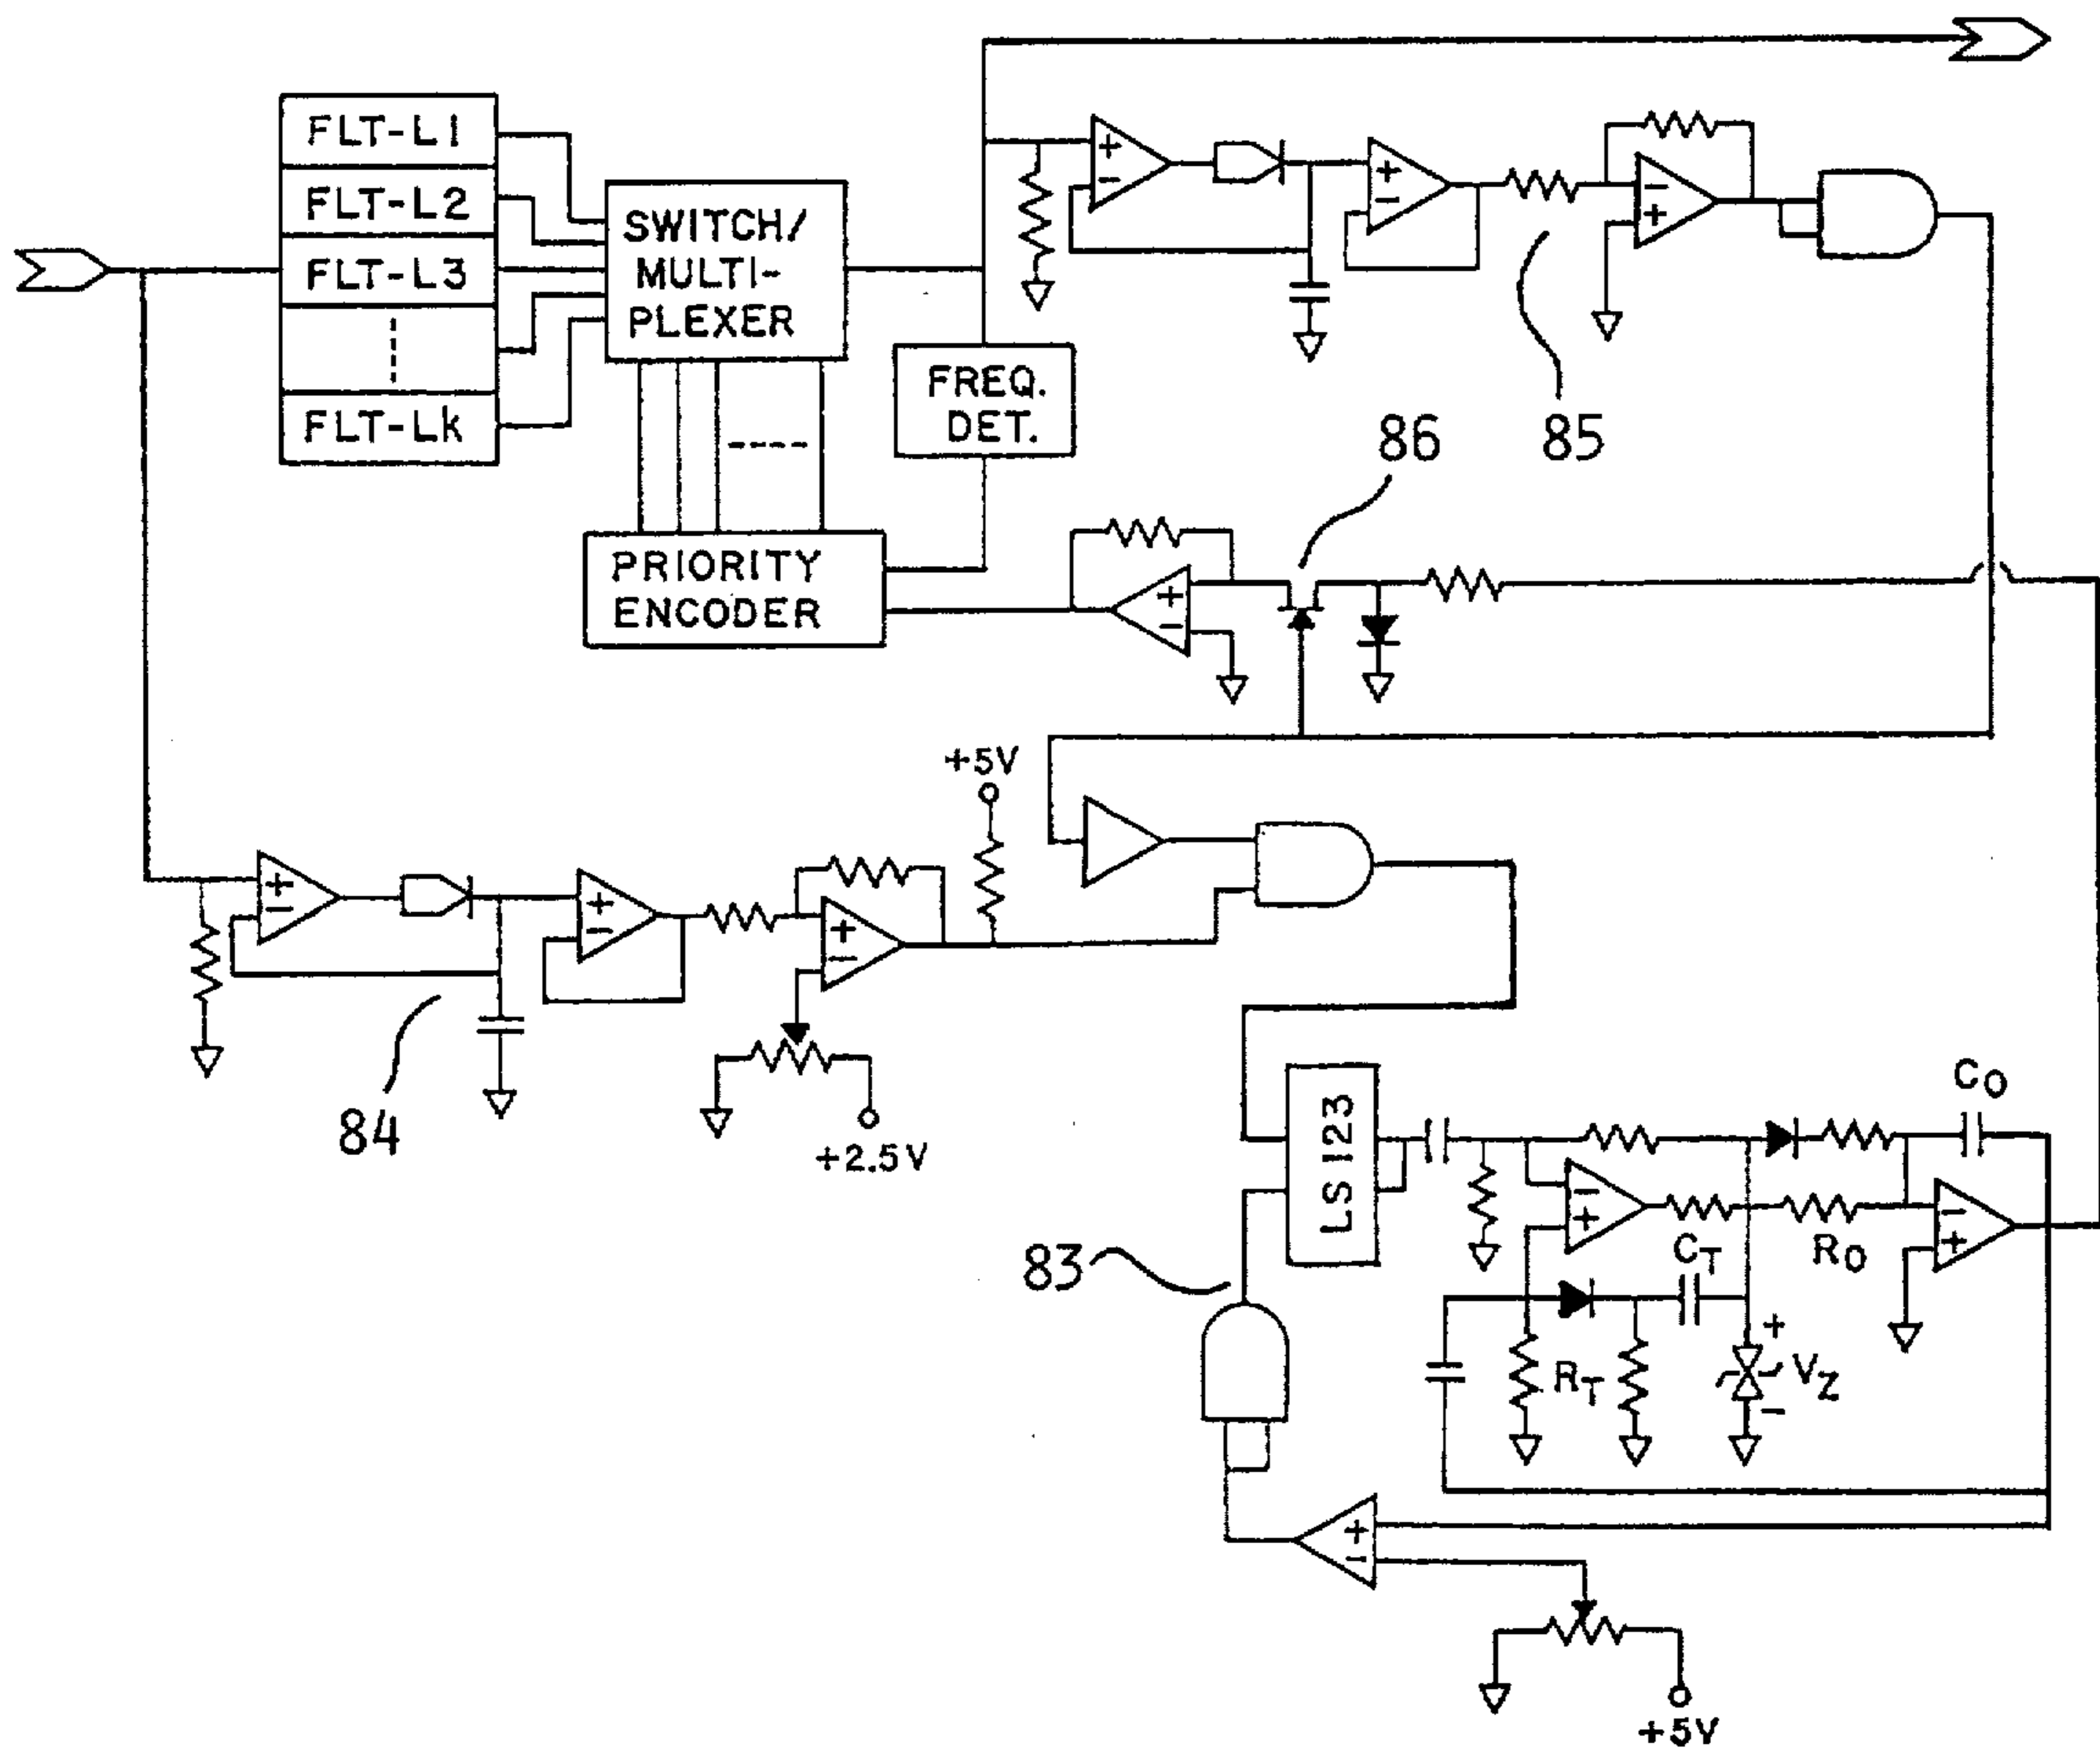 FLT-L1
FLT-L2
FLT-L3
FLT-Lk
SWITCH/
MULTI-
PLEXER
FREQ.
DET.
PRIORITY
ENCODER
86
85
+5V
84
+2.5V
LS123
83
CO
CT
RO
RT
VZ
+5V